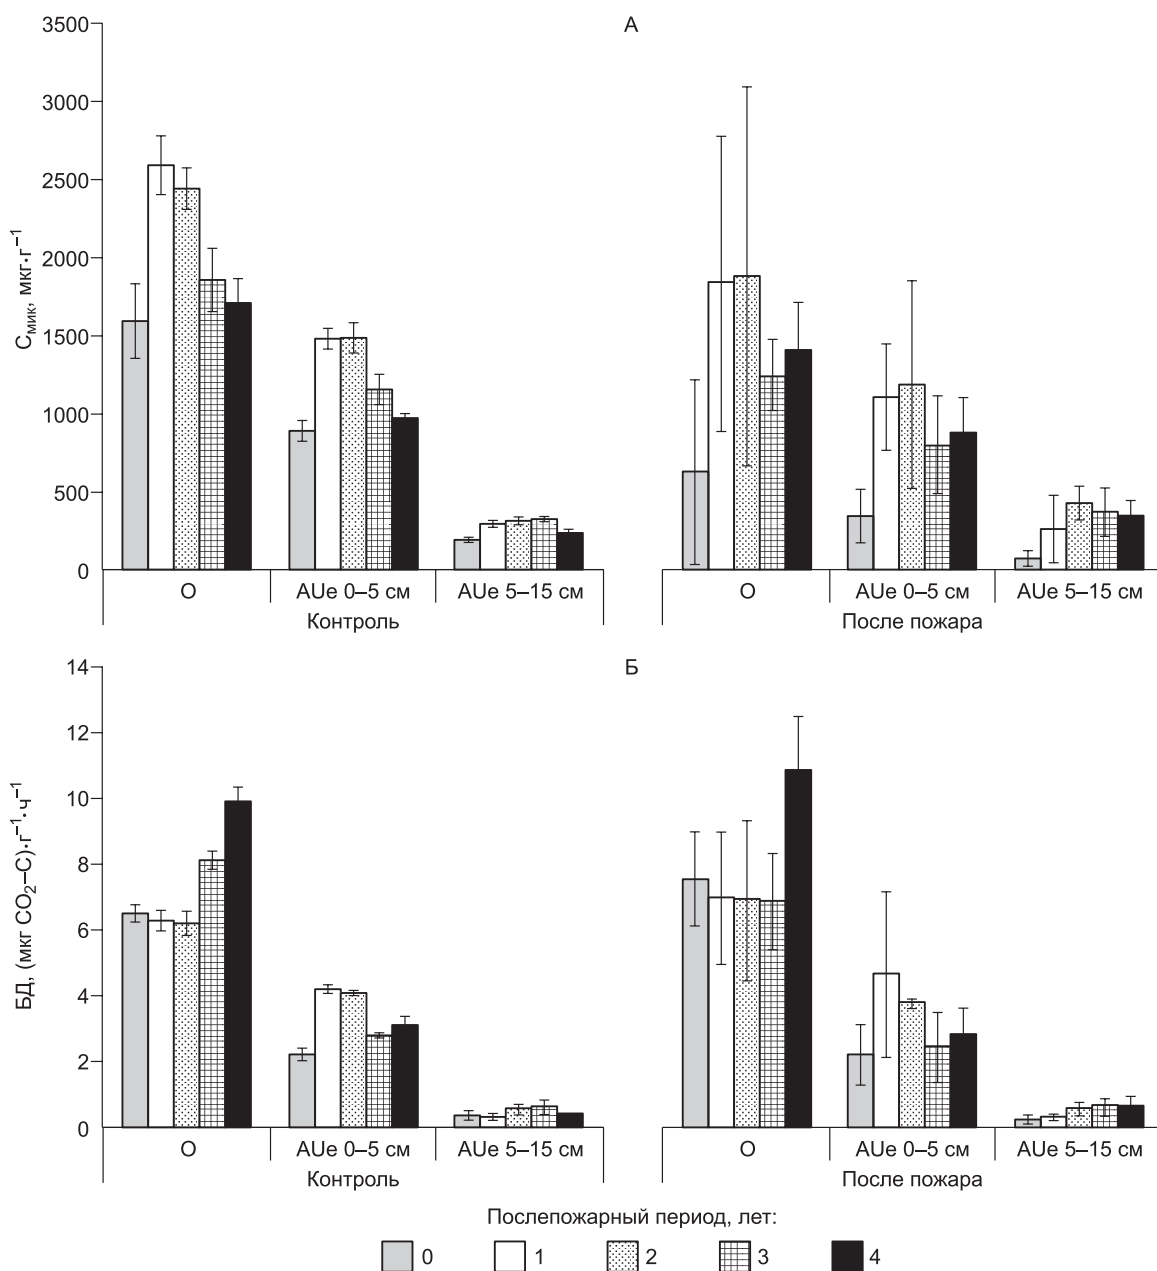 А
3500
3000
2500
2000
1500
1000
500
0
Cмик, мкг·г⁻¹
О AUe 0–5 см AUe 5–15 см О AUe 0–5 см AUe 5–15 см
Контроль После пожара
Б
14
12
10
8
6
4
2
0
БД, (мкг CO₂–C)·г⁻¹·ч⁻¹
О AUe 0–5 см AUe 5–15 см О AUe 0–5 см AUe 5–15 см
Контроль После пожара
Послепожарный период, лет:
0 1 2 3 4